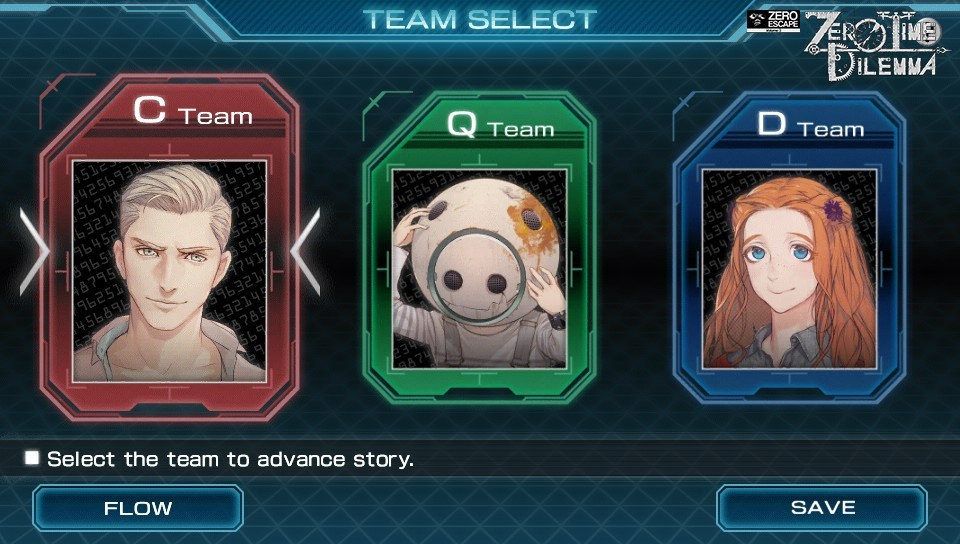 TEAM SELECT
ZERO
ESCAPE
ZERO TIME
DILEMMA
C Team
Q Team
D Team
Select the team to advance story.
FLOW
SAVE